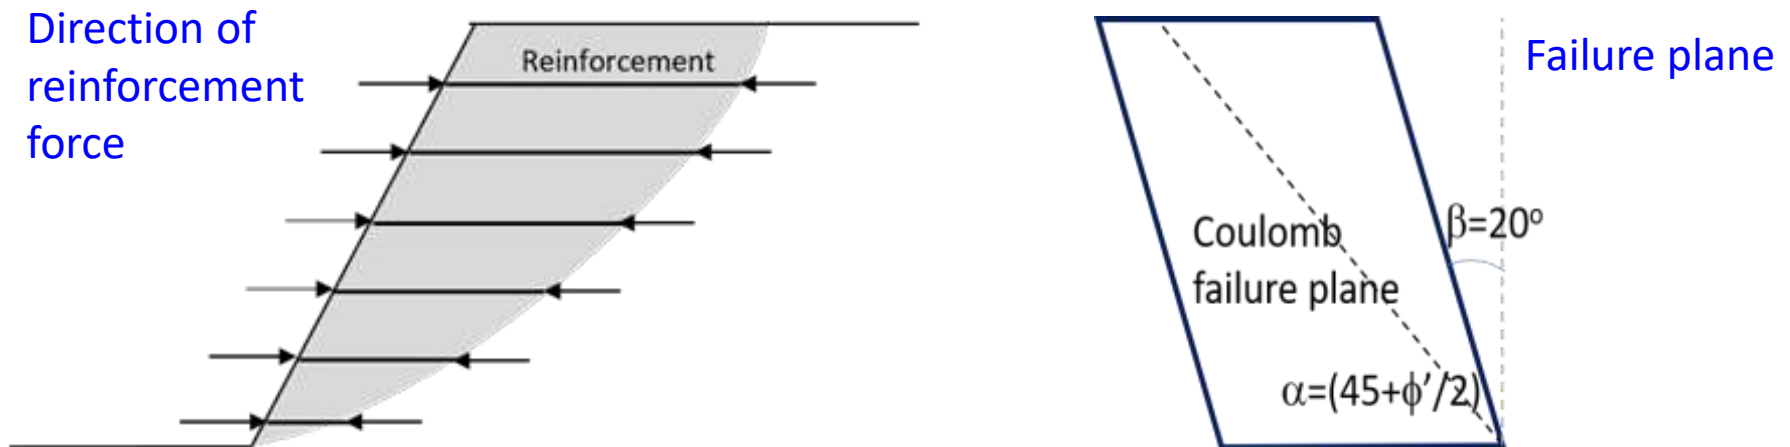 Direction of
reinforcement
force
Reinforcement
Failure plane
β=20º
Coulomb
failure plane
α=(45+ϕ'/2)